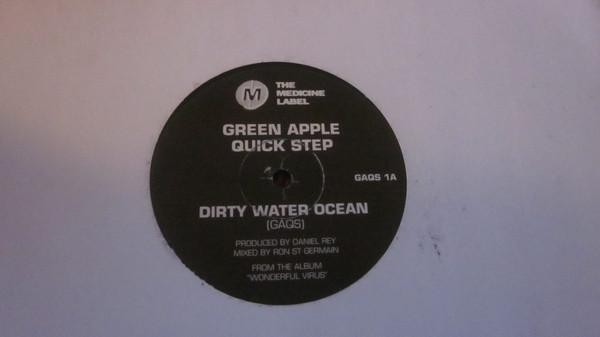 M
THE
MEDICINE
LABEL
GREEN APPLE
QUICK STEP
GAQS 1A
DIRTY WATER OCEAN
(GAQS)
PRODUCED BY DANIEL REY
MIXED BY RON ST GERMAIN
FROM THE ALBUM
"WONDERFUL VIRUS"